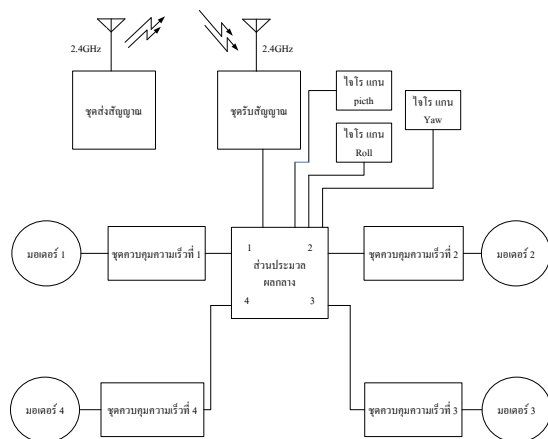 2.4GHz
2.4GHz
ชุดส่งสัญญาณ
ชุดรับสัญญาณ
ไจโร แกน
picth
ไจโร แกน
Yaw
ไจโร แกน
Roll
มอเตอร์ 1
ชุดควบคุมความเร็วที่ 1
1
2
ส่วนประมวล
ผลกลาง
4
3
ชุดควบคุมความเร็วที่ 2
มอเตอร์ 2
มอเตอร์ 4
ชุดควบคุมความเร็วที่ 4
ชุดควบคุมความเร็วที่ 3
มอเตอร์ 3